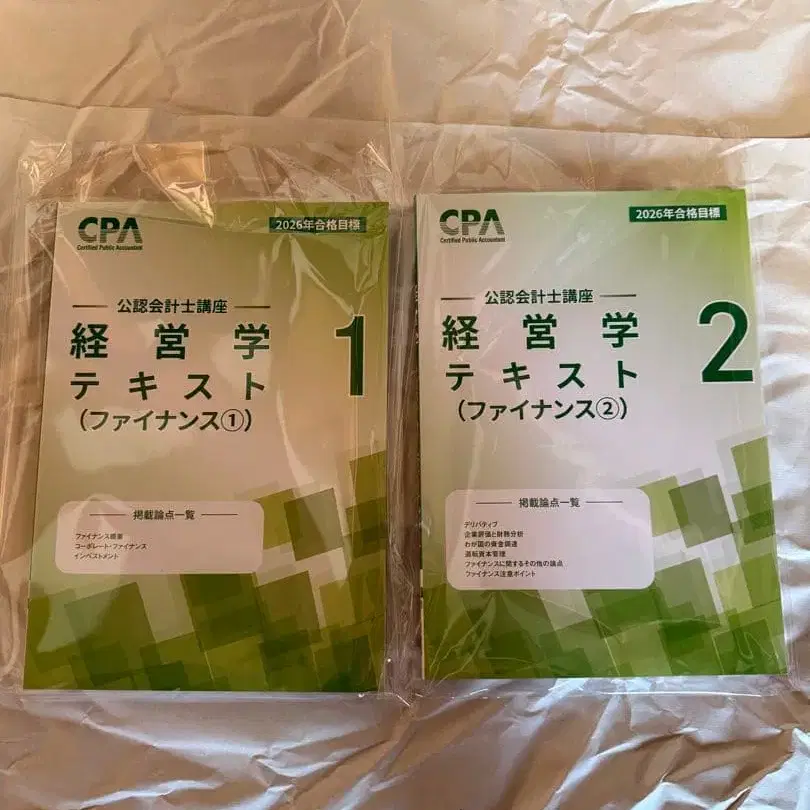 CPA
Certified Public Accountant
2026年合格目標
公認会計士講座
経営学
テキスト
(ファイナンス①)
1
掲載論点一覧
ファイナンス概要
コーポレート・ファイナンス
インベストメント
CPA
Certified Public Accountant
2026年合格目標
公認会計士講座
経営学
テキスト
(ファイナンス②)
2
掲載論点一覧
デリバティブ
企業評価と財務分析
わが国の資金調達
運転資本管理
ファイナンスに関するその他の論点
ファイナンス注意ポイント